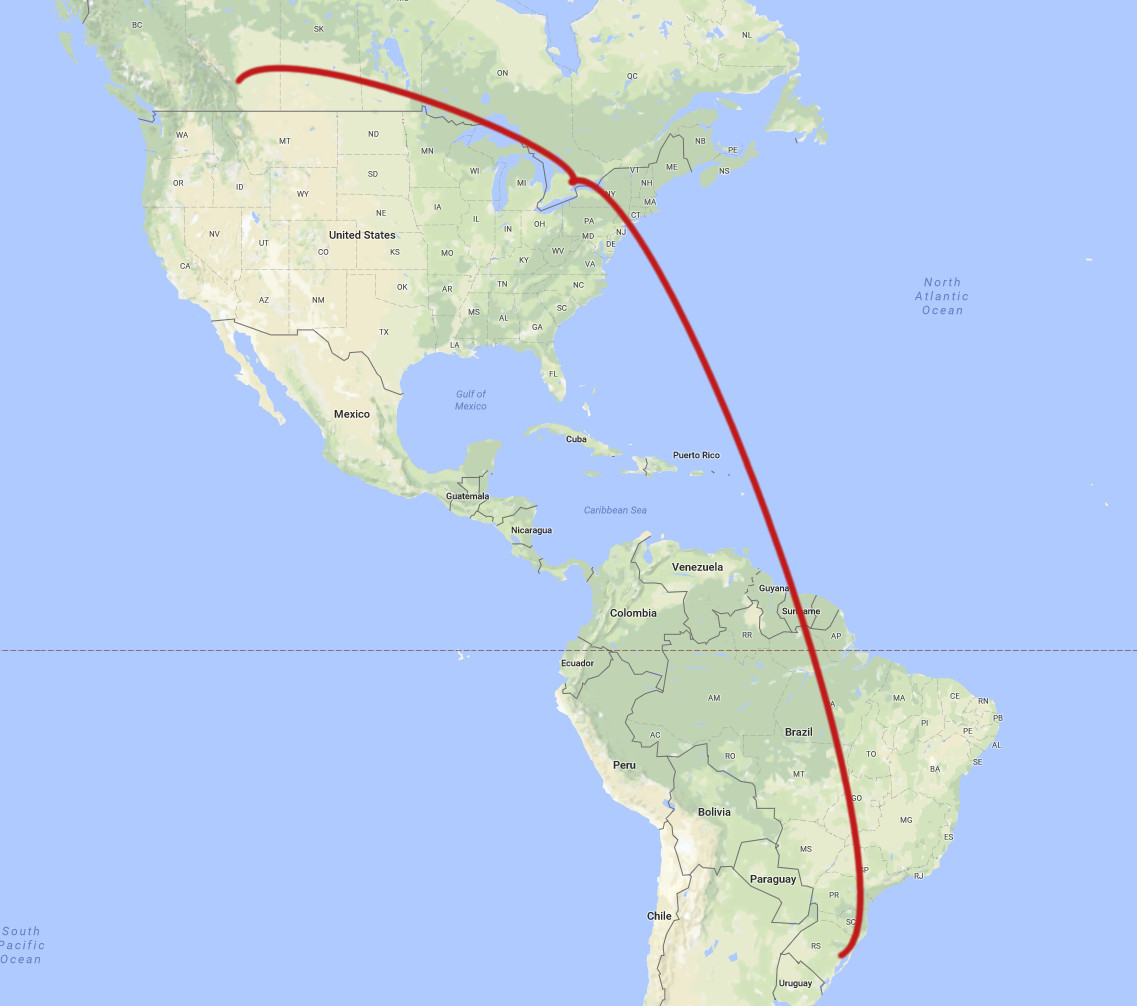 BC
SK
NL
ON
QC
WA
MT
ND
MN
NB
PE
ME
NS
OR
ID
WY
SD
WI
MI
VT
NH
NY
MA
CT
NE
IA
IL
IN
OH
PA
NJ
MD
DE
NV
UT
CO
United States
KS
MO
KY
WV
VA
CA
AZ
NM
OK
AR
TN
NC
SC
MS
AL
GA
TX
LA
FL
North
Atlantic
Ocean
Gulf of
Mexico
Mexico
Cuba
Puerto Rico
Guatemala
Caribbean Sea
Nicaragua
Venezuela
Guyana
Colombia
RR
AP
Ecuador
AM
MA
CE
RN
PB
PI
PE
AL
AC
Brazil
RO
TO
SE
BA
Peru
MT
GO
Bolivia
MG
ES
MS
RJ
Paraguay
PR
Chile
SC
RS
Uruguay
South
Pacific
Ocean